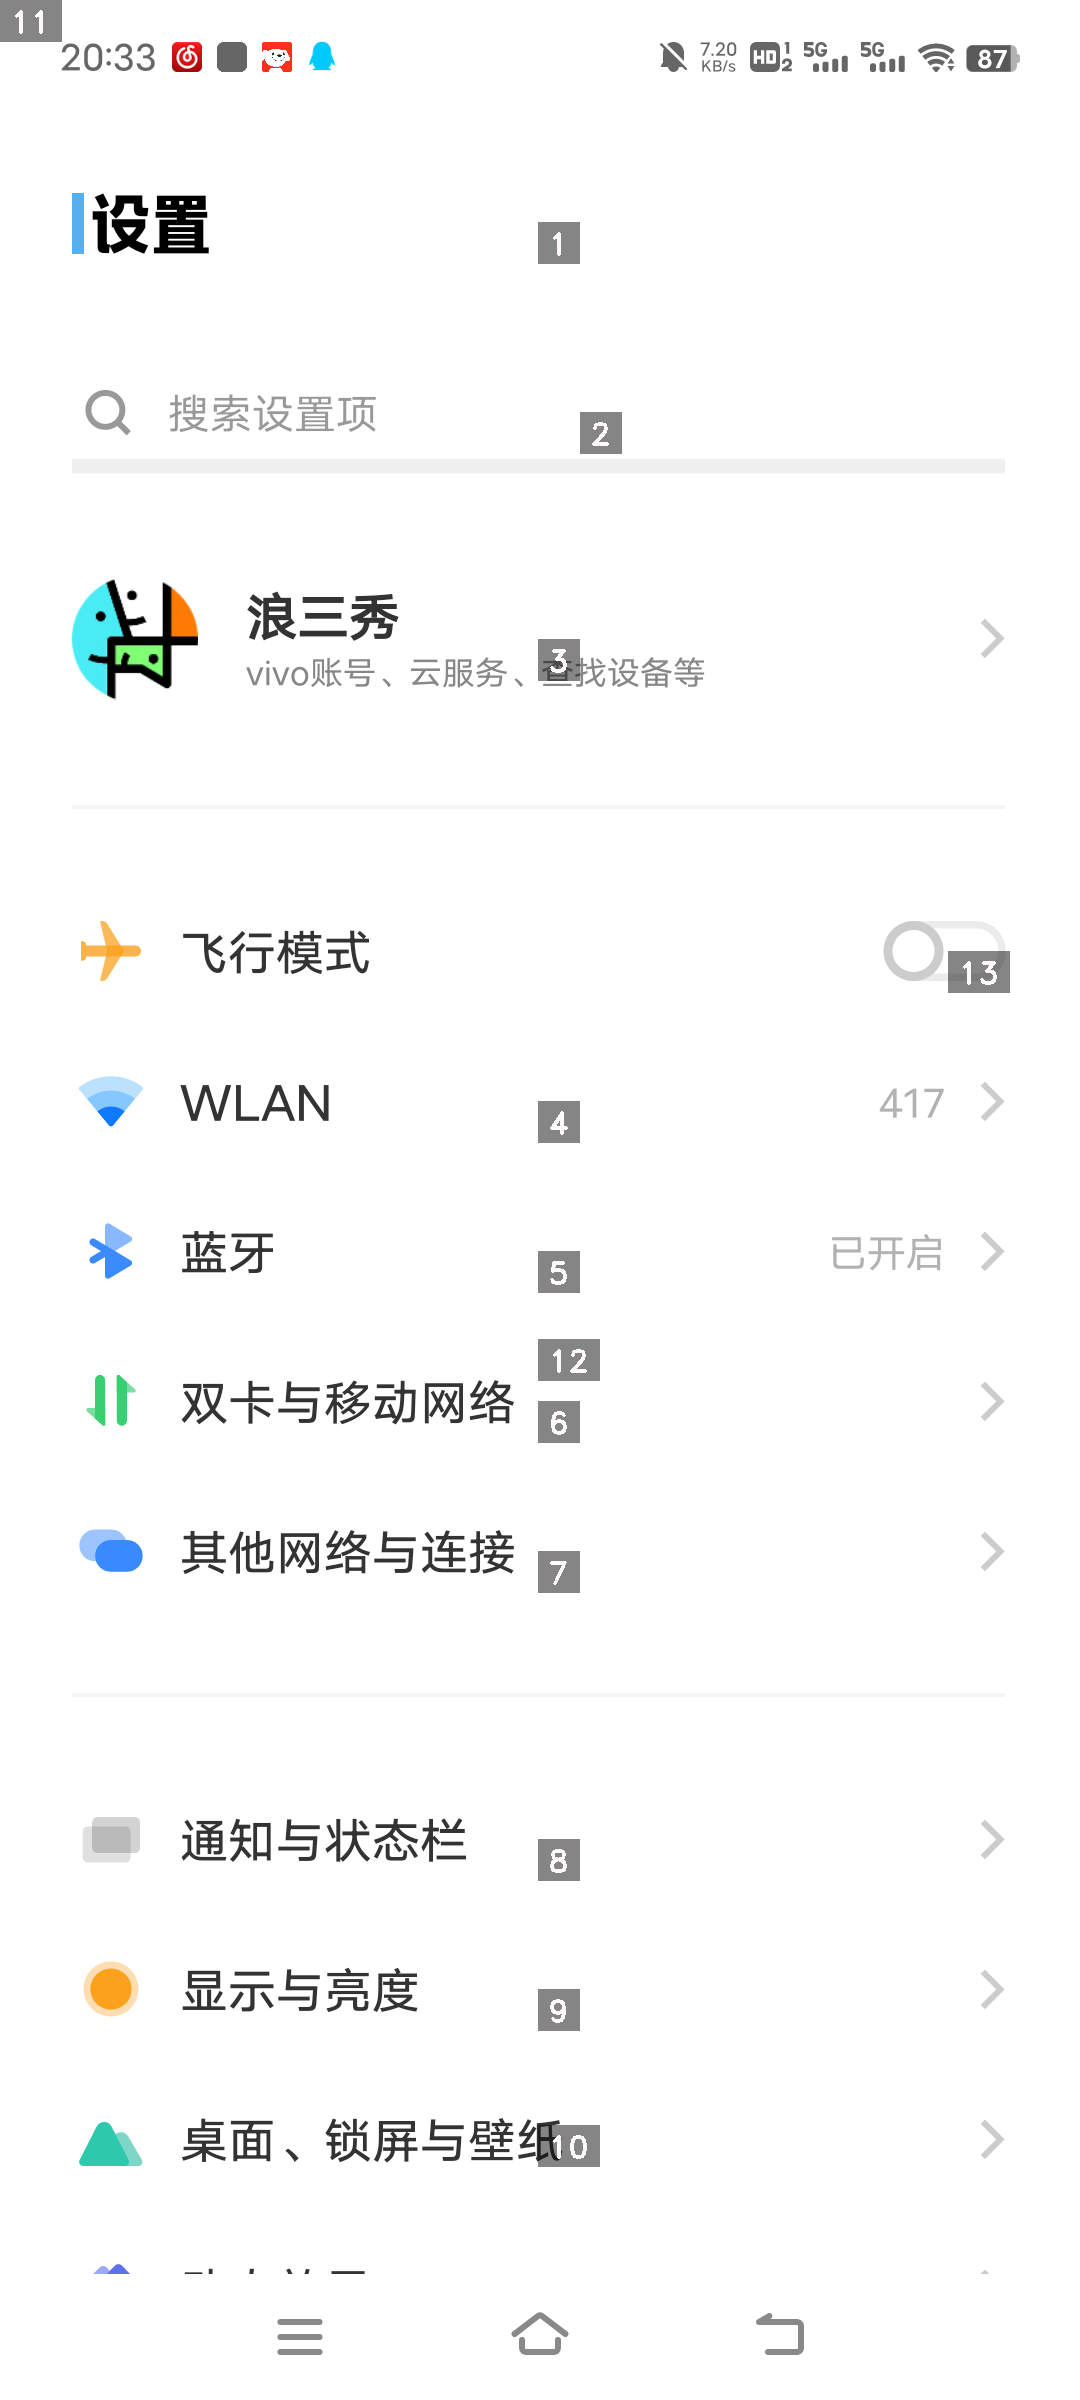 11
20:33 7.20 KB/s HD 1 2 5G 5G 87
设置
1
搜索设置项
2
浪三秀
3
vivo账号、云服务、查找设备等
飞行模式
13
WLAN 4 417
蓝牙 5 已开启
12
双卡与移动网络 6
其他网络与连接 7
通知与状态栏 8
显示与亮度 9
桌面、锁屏与壁纸 10